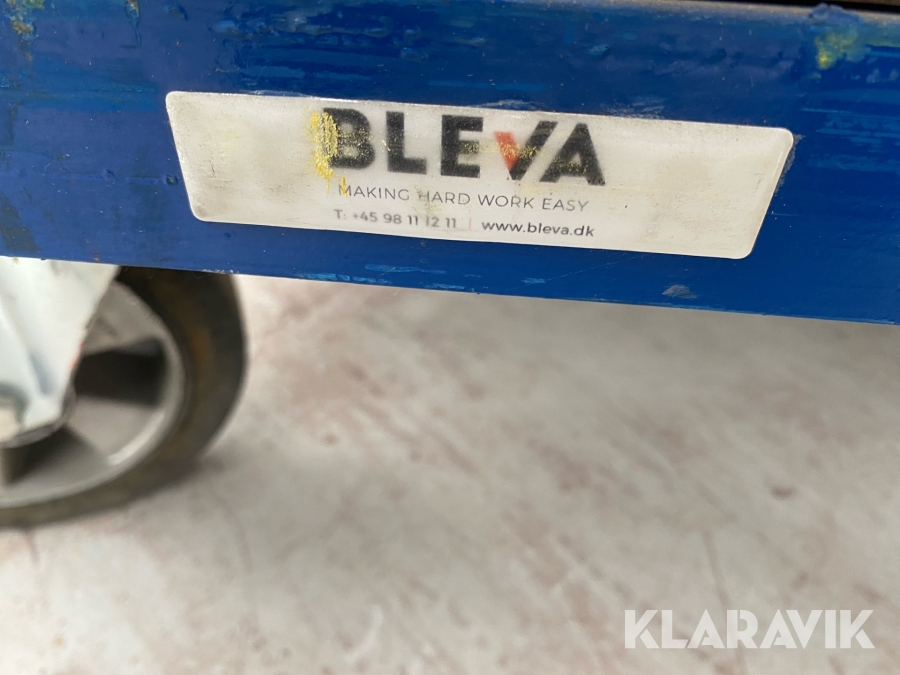 BLEVA
MAKING HARD WORK EASY
T: +45 98 11 12 11 | www.bleva.dk
KLARAVIK